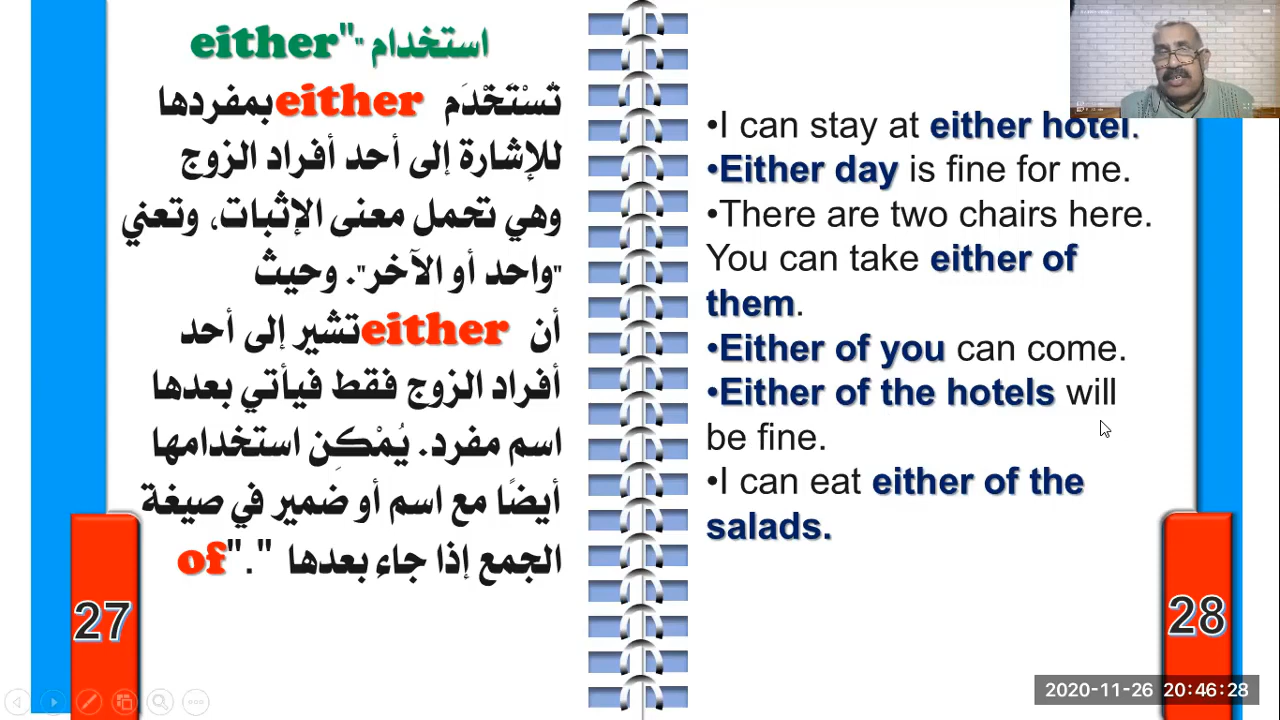 استخدام -"either"
تُسْتَخْدَم either بمفردها
للإشارة إلى أحد أفراد الزوج
وهي تحمل معنى الإثبات، وتعني
"واحد أو الآخر". وحيث
أن either تشير إلى أحد
أفراد الزوج فقط فيأتي بعدها
اسم مفرد. يُمْكِن استخدامها
أيضًا مع اسم أو ضمير في صيغة
الجمع إذا جاء بعدها "of".
27
•I can stay at either hotel.
•Either day is fine for me.
•There are two chairs here.
You can take either of
them.
•Either of you can come.
•Either of the hotels will
be fine.
•I can eat either of the
salads.
28
2020-11-26 20:46:28